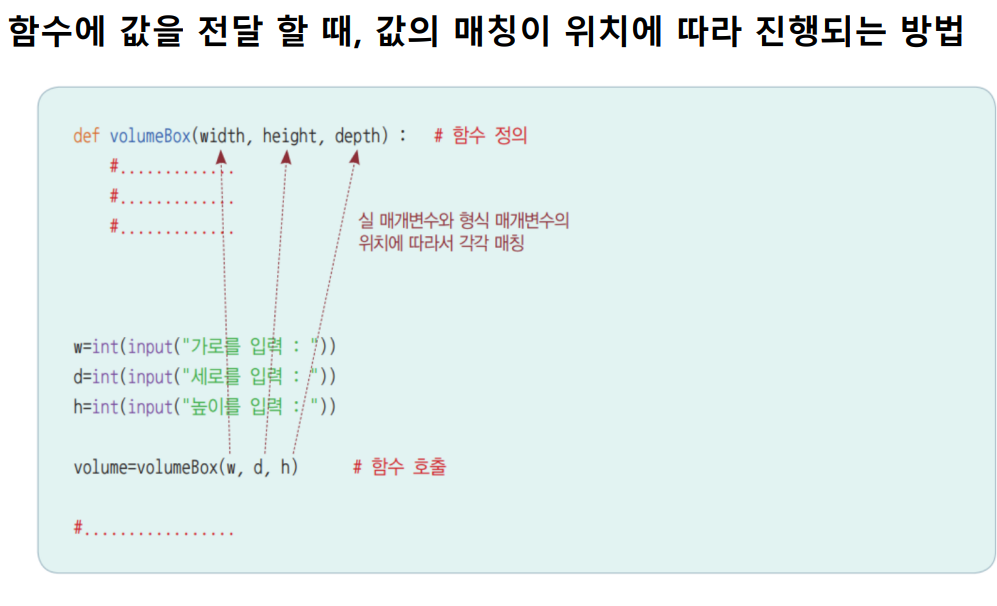 함수에 값을 전달 할 때, 값의 매칭이 위치에 따라 진행되는 방법
def volumeBox(width, height, depth) : # 함수 정의
#.............
#.............
#.............
실 매개변수와 형식 매개변수의
위치에 따라서 각각 매칭
w=int(input("가로를 입력 : "))
d=int(input("세로를 입력 : "))
h=int(input("높이를 입력 : "))
volume=volumeBox(w, d, h) # 함수 호출
#.................